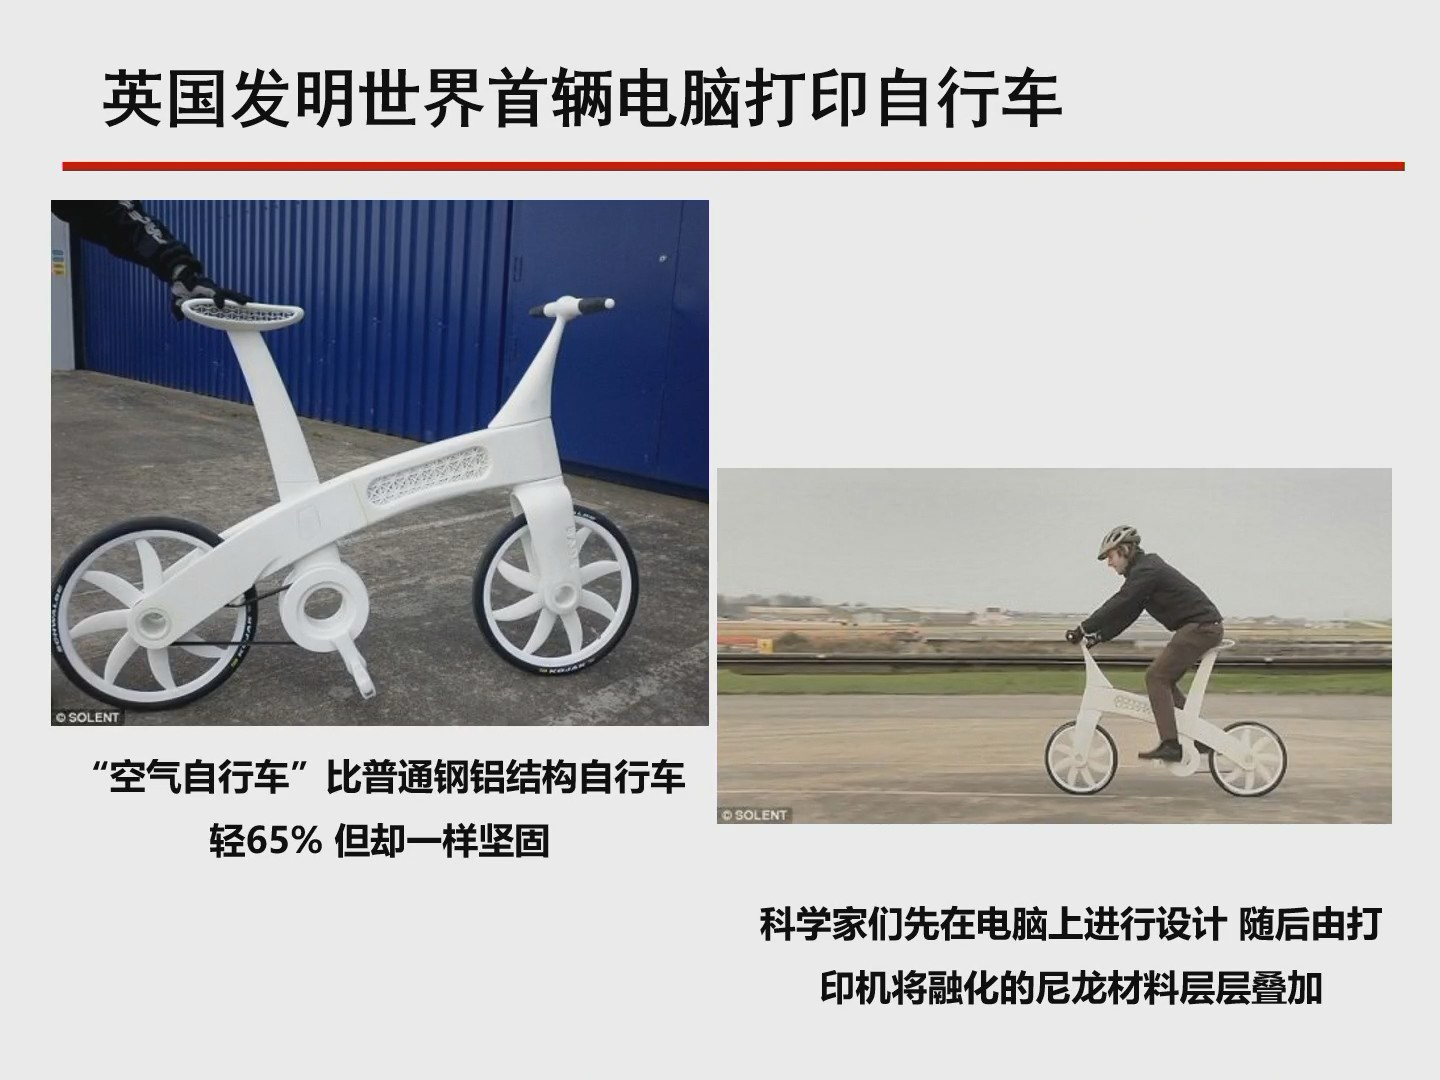 英国发明世界首辆电脑打印自行车
SCHWALBE
KOJAK
KOJAK
© SOLENT
© SOLENT
“空气自行车”比普通钢铝结构自行车
轻65% 但却一样坚固
科学家们先在电脑上进行设计 随后由打
印机将融化的尼龙材料层层叠加